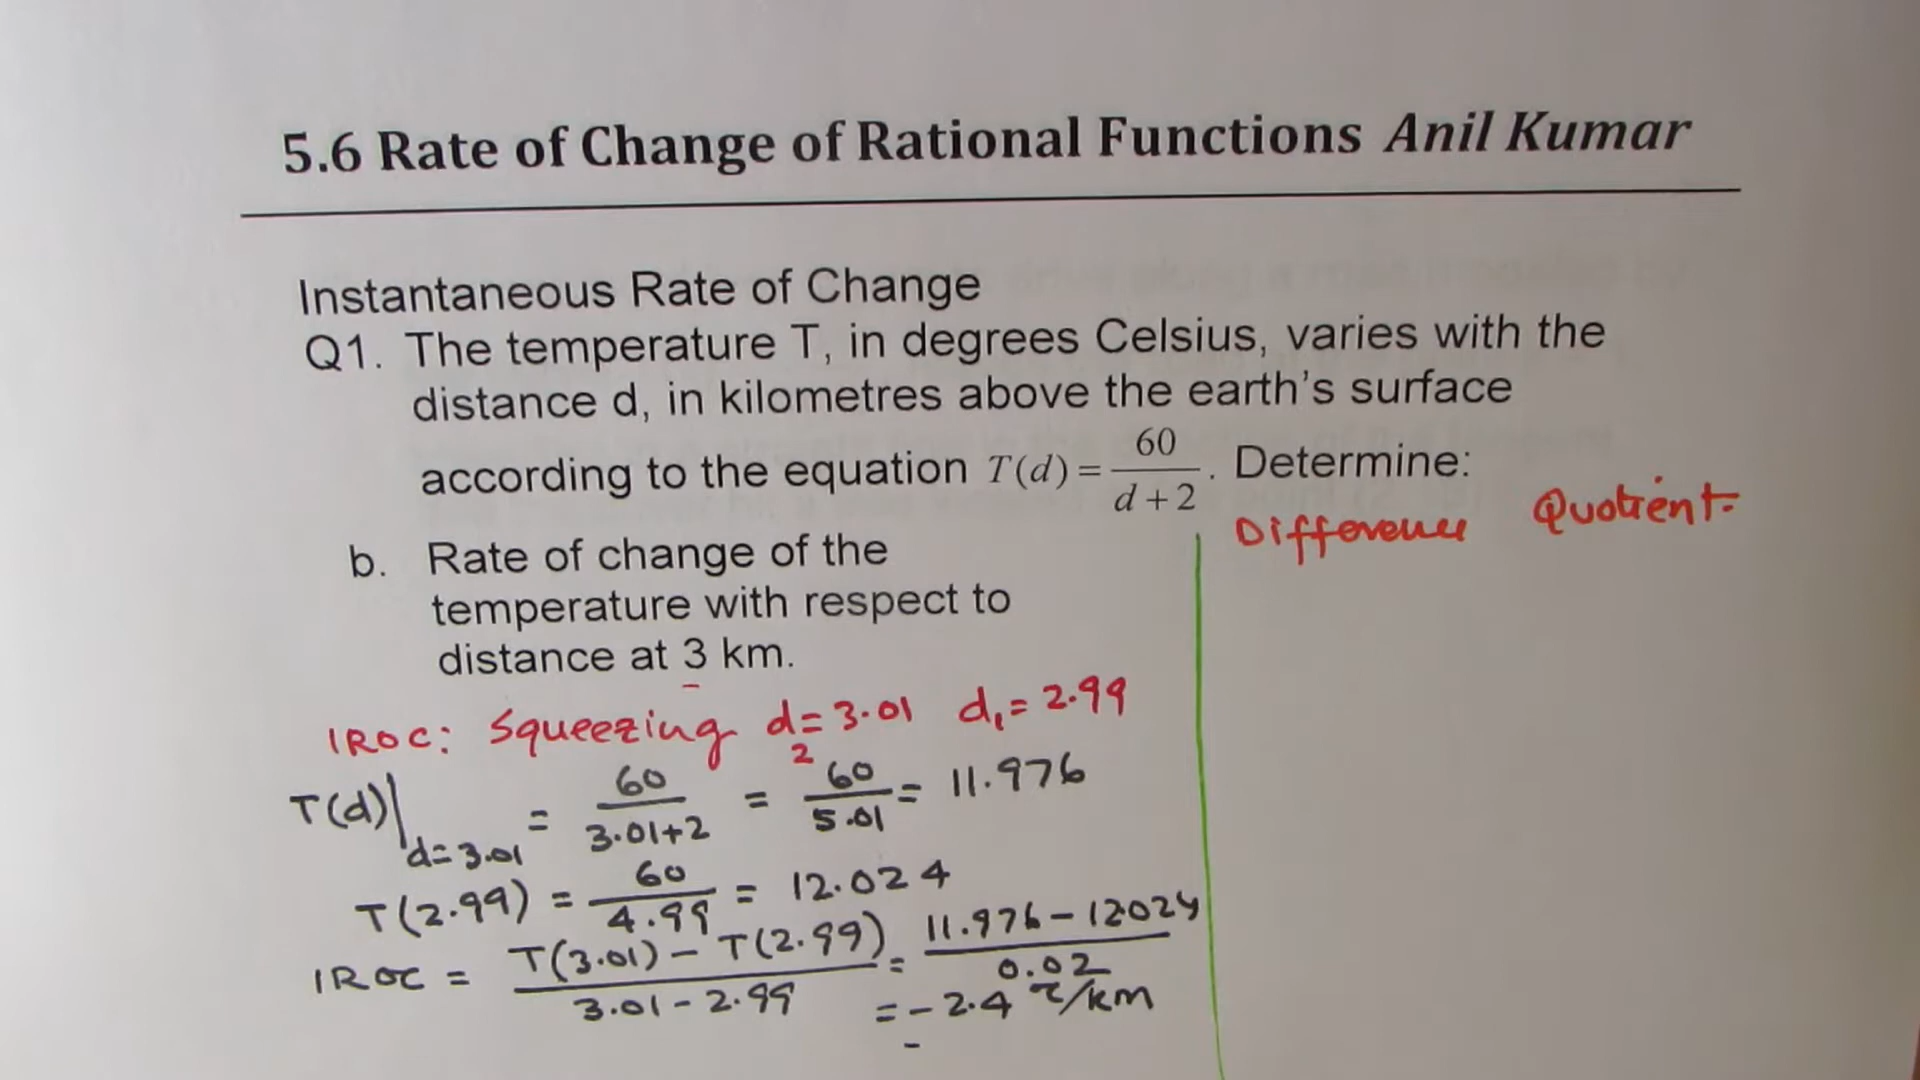 5.6 Rate of Change of Rational Functions Anil Kumar
Instantaneous Rate of Change
Q1. The temperature T, in degrees Celsius, varies with the
distance d, in kilometres above the earth's surface
according to the equation T(d) = 60/(d + 2). Determine:
Difference Quotient
b. Rate of change of the
temperature with respect to
distance at 3 km.
IROC: Squeezing d₂ = 3.01 d₁ = 2.99
T(d)|d=3.01 = 60/(3.01+2) = 60/5.01 = 11.976
T(2.99) = 60/4.99 = 12.024
IROC = (T(3.01) - T(2.99))/(3.01 - 2.99) = (11.976 - 12.024)/0.02
= -2.4 °C/km